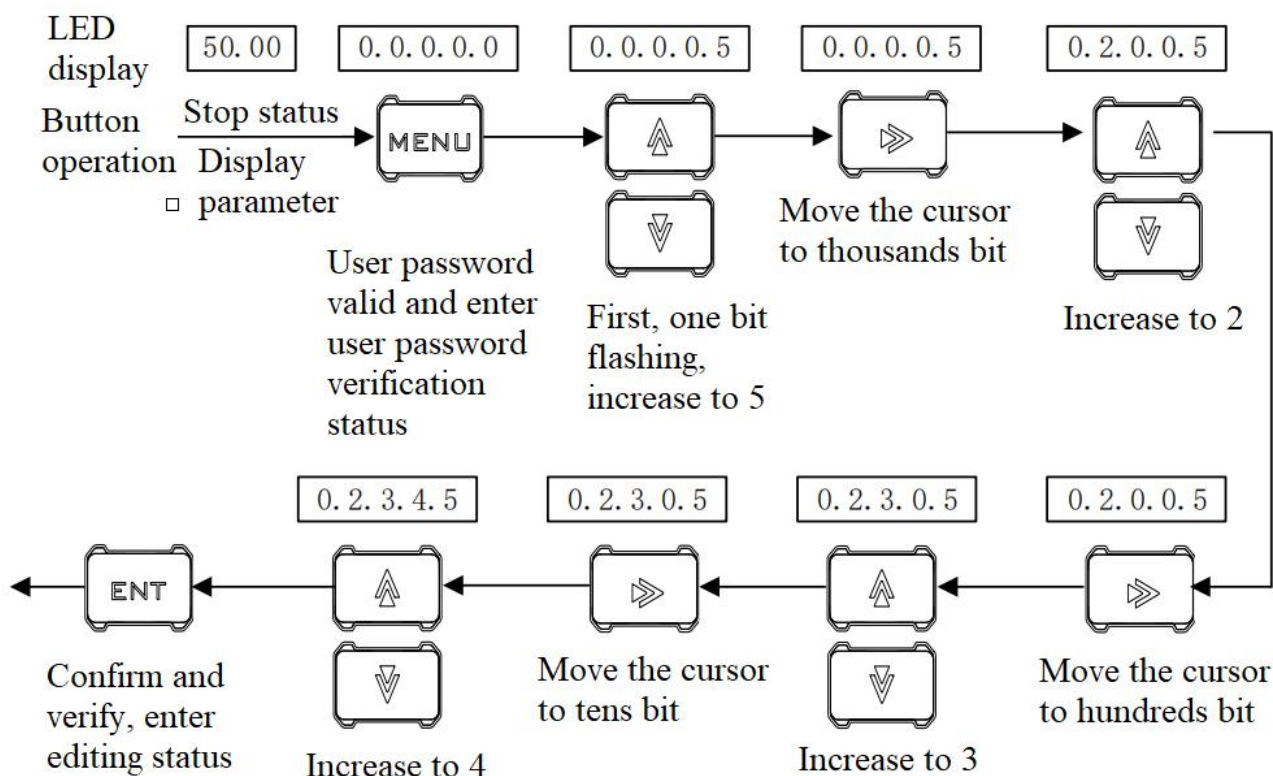 LED
display
50.00
0.0.0.0.0
0.0.0.0.5
0.0.0.0.5
0.2.0.0.5
Button
operation
Stop status
Display
parameter
MENU
User password
valid and enter
user password
verification
status
First, one bit
flashing,
increase to 5
Move the cursor
to thousands bit
Increase to 2
0.2.3.4.5
0.2.3.0.5
0.2.3.0.5
0.2.0.0.5
ENT
Confirm and
verify, enter
editing status
Increase to 4
Move the cursor
to tens bit
Increase to 3
Move the cursor
to hundreds bit